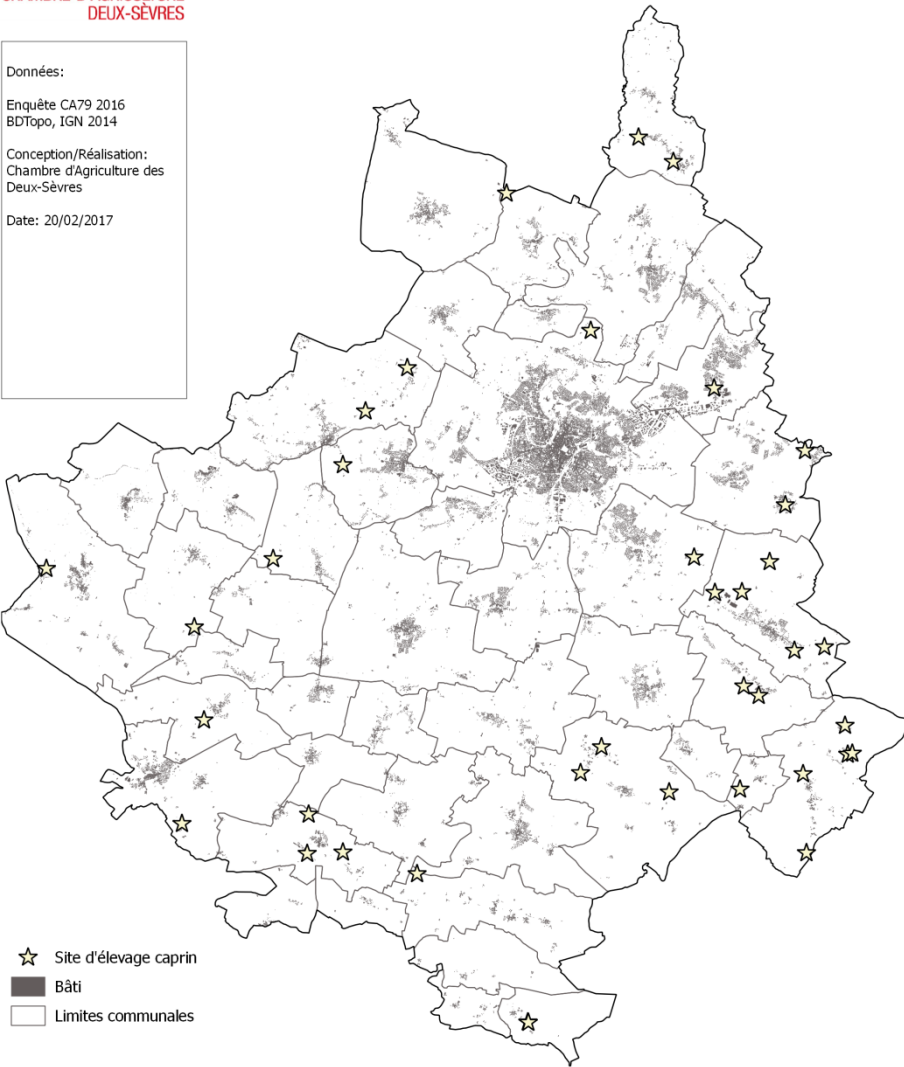 DEUX-SÈVRES
Données:
Enquête CA79 2016
BDTopo, IGN 2014
Conception/Réalisation:
Chambre d'Agriculture des
Deux-Sèvres
Date: 20/02/2017
Site d'élevage caprin
Bâti
Limites communales